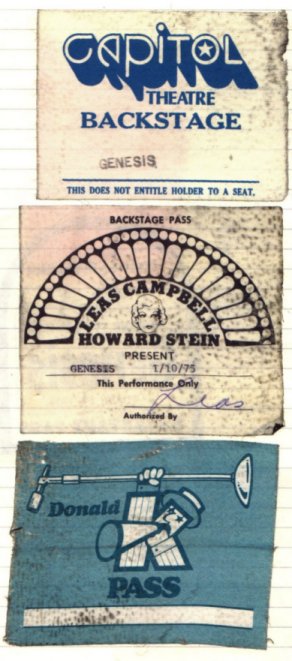 CAPITOL
THEATRE
BACKSTAGE
GENESIS
THIS DOES NOT ENTITLE HOLDER TO A SEAT.
BACKSTAGE PASS
LEAS CAMPBELL
HOWARD STEIN
PRESENT
GENESIS 1/10/75
This Performance Only
Leas
Authorized By
Donald K
PASS